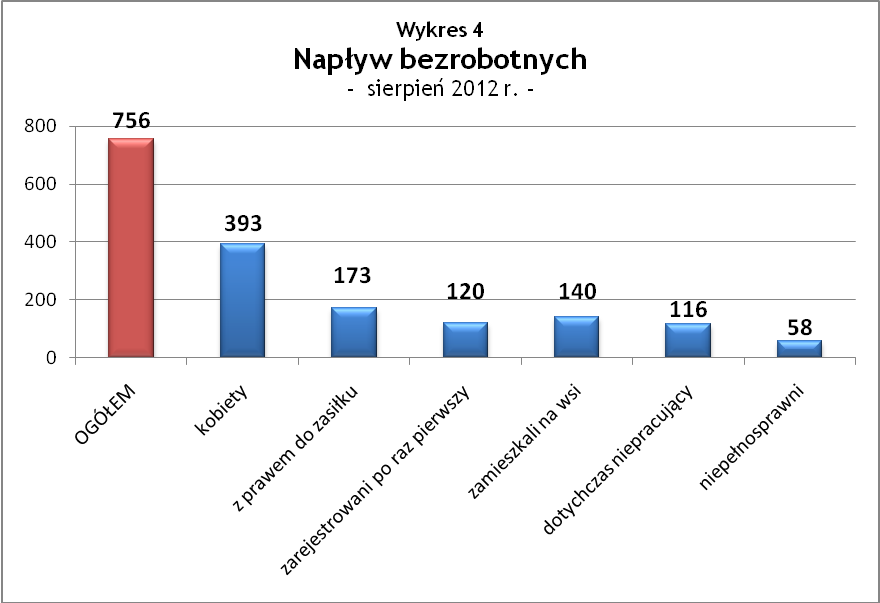 Wykres 4
Napływ bezrobotnych
- sierpień 2012 r. -
800
600
400
200
0
756
393
173
120
140
116
58
OGÓŁEM
kobiety
z prawem do zasiłku
zarejestrowani po raz pierwszy
zamieszkali na wsi
dotychczas niepracujący
niepełnosprawni